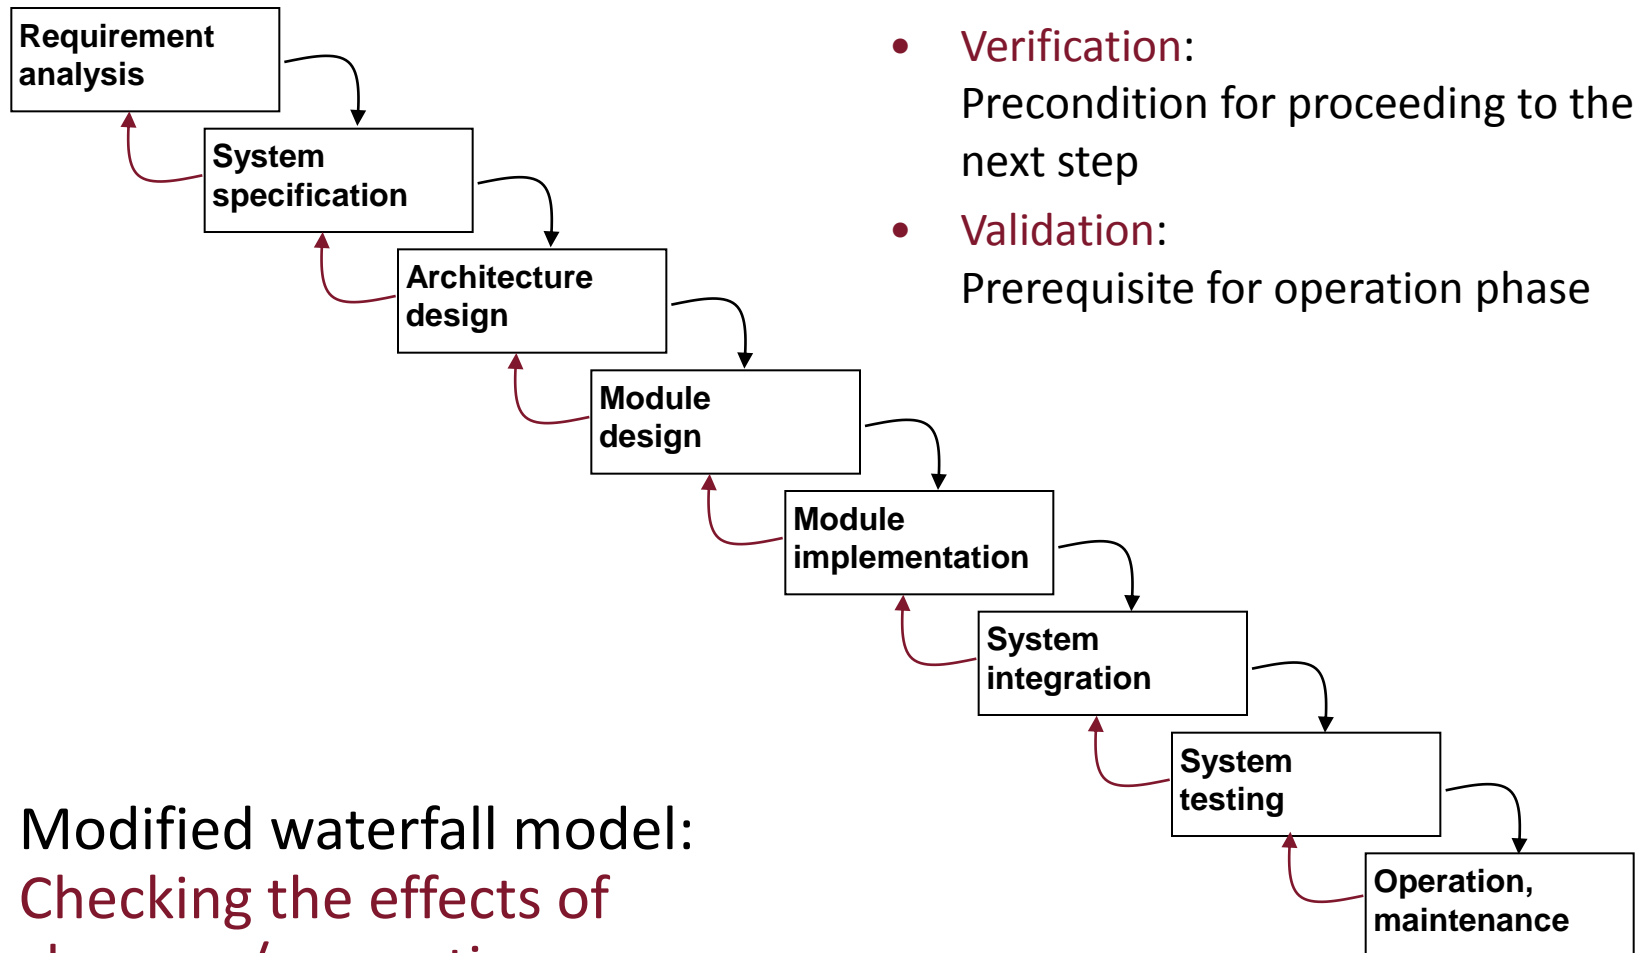 Requirement
analysis
System
specification
Architecture
design
Module
design
Module
implementation
System
integration
System
testing
Operation,
maintenance
• Verification:
Precondition for proceeding to the
next step
• Validation:
Prerequisite for operation phase
Modified waterfall model:
Checking the effects of